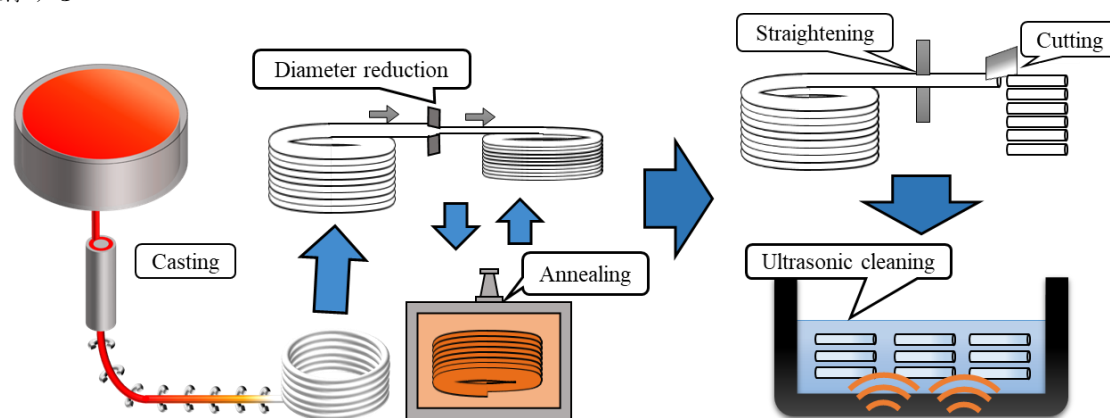 Straightening
Cutting
Diameter reduction
Casting
Annealing
Ultrasonic cleaning